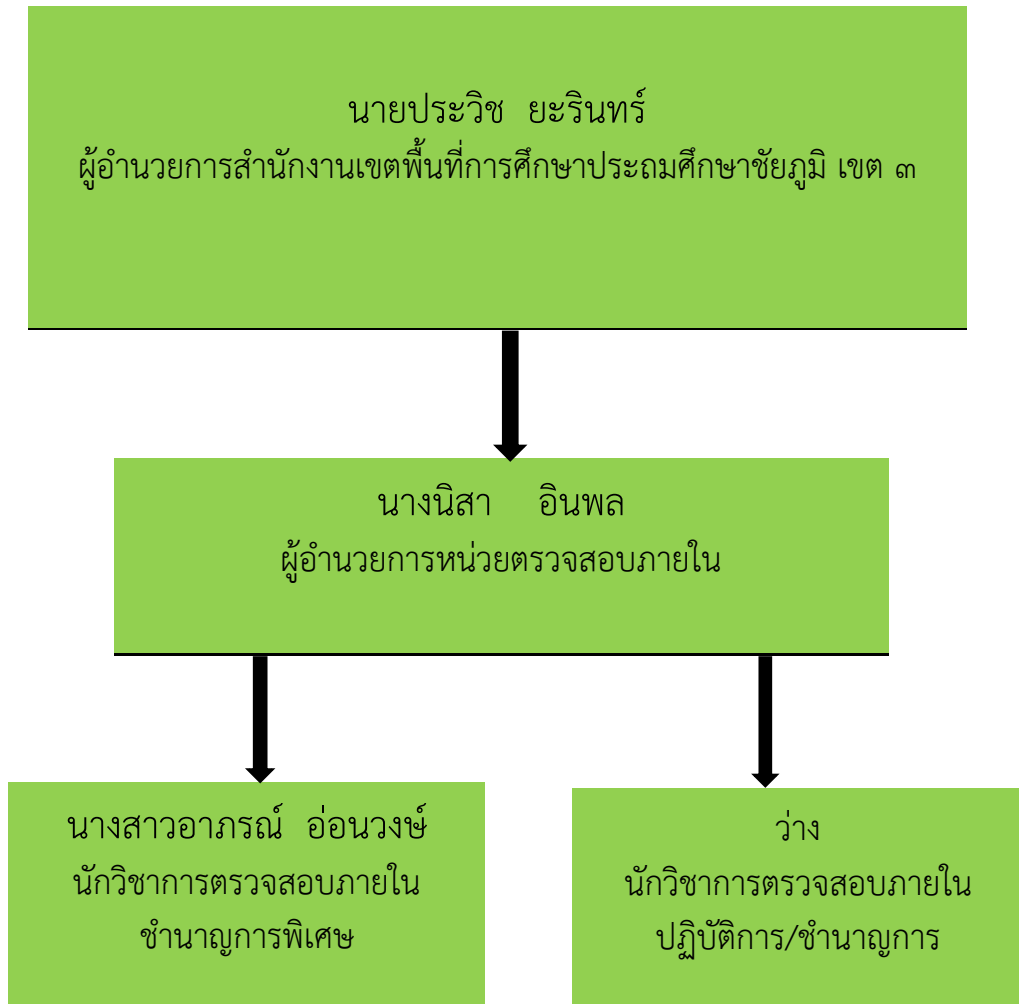 นายประวิช ยะรินทร์
ผู้อำนวยการสำนักงานเขตพื้นที่การศึกษาประถมศึกษาชัยภูมิ เขต ๓
นางนิสา อินพล
ผู้อำนวยการหน่วยตรวจสอบภายใน
นางสาวอาภรณ์ อ่อนวงษ์
นักวิชาการตรวจสอบภายใน
ชำนาญการพิเศษ
ว่าง
นักวิชาการตรวจสอบภายใน
ปฏิบัติการ/ชำนาญการ